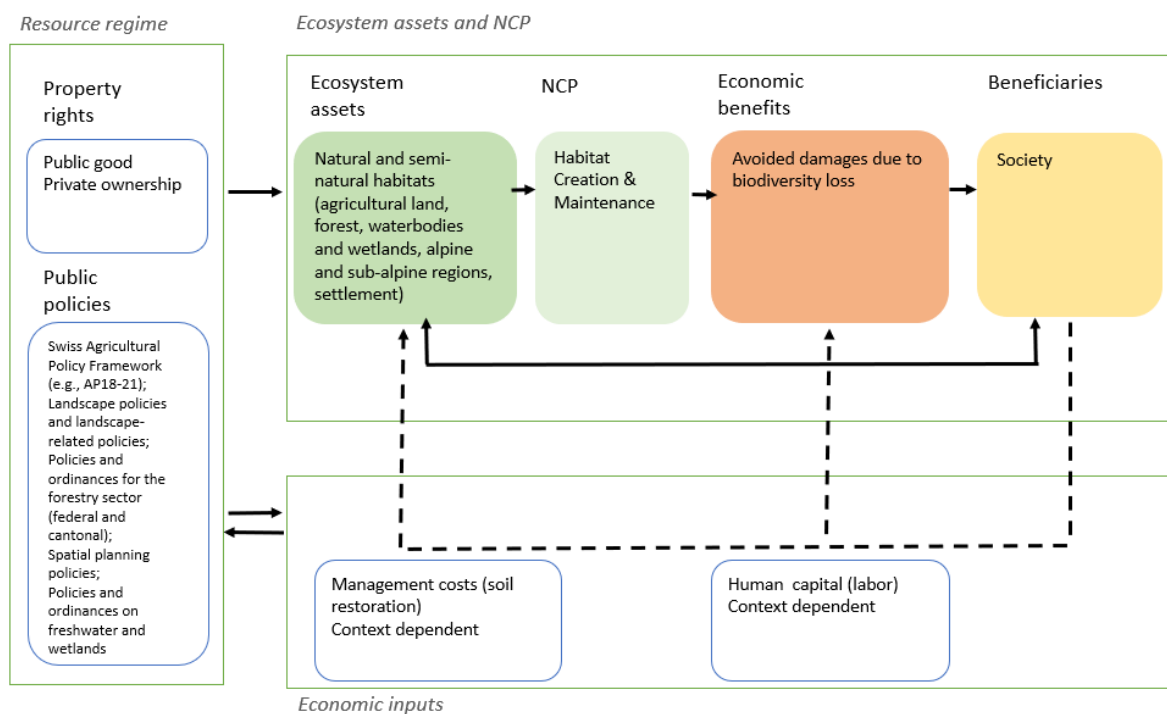 Resource regime
Property
rights
Public good
Private ownership
Public
policies
Swiss Agricultural
Policy Framework
(e.g., AP18-21);
Landscape policies
and landscape-
related policies;
Policies and
ordinances for the
forestry sector
(federal and
cantonal);
Spatial planning
policies;
Policies and
ordinances on
freshwater and
wetlands
Ecosystem assets and NCP
Ecosystem
assets
Natural and semi-
natural habitats
(agricultural land,
forest, waterbodies
and wetlands, alpine
and sub-alpine regions,
settlement)
NCP
Habitat
Creation &
Maintenance
Economic
benefits
Avoided damages due to
biodiversity loss
Beneficiaries
Society
Management costs (soil
restoration)
Context dependent
Human capital (labor)
Context dependent
Economic inputs